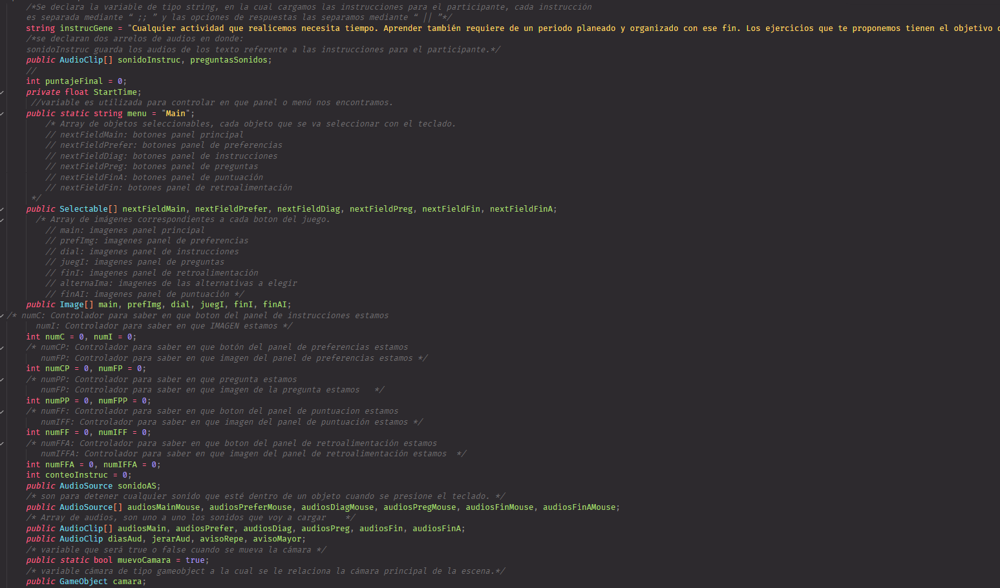 /*Se declara la variable de tipo string, en la cual cargamos las instrucciones para el participante, cada instrucción
es separada mediante “ ;; ” y las opciones de respuestas las separamos mediante “ || ”*/
string instrucGene = "Cualquier actividad que realicemos necesita tiempo. Aprender también requiere de un periodo planeado y organizado con ese fin. Los ejercicios que te proponemos tienen el objetivo
/*se declaran dos arrelos de audios en donde:
sonidoInstruc guarda los audios de los texto referente a las instrucciones para el participante.*/
public AudioClip[] sonidoInstruc, preguntasSonidos;
//
int puntajeFinal = 0;
private float StartTime;
//variable es utilizada para controlar en que panel o menú nos encontramos.
public static string menu = "Main";
/* Array de objetos seleccionables, cada objeto que se va seleccionar con el teclado.
// nextFieldMain: botones panel principal
// nextFieldPrefer: botones panel de preferencias
// nextFieldDiag: botones panel de instrucciones
// nextFieldPreg: botones panel de preguntas
// nextFieldFinA: botones panel de puntuación
// nextFieldFin: botones panel de retroalimentación
*/
public Selectable[] nextFieldMain, nextFieldPrefer, nextFieldDiag, nextFieldPreg, nextFieldFin, nextFieldFinA;
/* Array de imágenes correspondientes a cada boton del juego.
// main: imagenes panel principal
// prefImg: imagenes panel de preferencias
// dial: imagenes panel de instrucciones
// juegI: imagenes panel de preguntas
// finI: imagenes panel de retroalimentación
// alternaIma: imagenes de las alternativas a elegir
// finAI: imagenes panel de puntuación */
public Image[] main, prefImg, dial, juegI, finI, finAI;
/* numC: Controlador para saber en que boton del panel de instrucciones estamos
numI: Controlador para saber en que IMAGEN estamos */
int numC = 0, numI = 0;
/* numCP: Controlador para saber en que botón del panel de preferencias estamos
numFP: Controlador para saber en que imagen del panel de preferencias estamos */
int numCP = 0, numFP = 0;
/* numPP: Controlador para saber en que pregunta estamos
numFP: Controlador para saber en que imagen de la pregunta estamos */
int numPP = 0, numFPP = 0;
/* numFF: Controlador para saber en que boton del panel de puntuacion estamos
numIFF: Controlador para saber en que imagen del panel de puntuación estamos */
int numFF = 0, numIFF = 0;
/* numFFA: Controlador para saber en que boton del panel de retroalimentación estamos
numIFFA: Controlador para saber en que imagen del panel de retroalimentación estamos */
int numFFA = 0, numIFFA = 0;
int conteoInstruc = 0;
public AudioSource sonidoAS;
/* son para detener cualquier sonido que esté dentro de un objeto cuando se presione el teclado. */
public AudioSource[] audiosMainMouse, audiosPreferMouse, audiosDiagMouse, audiosPregMouse, audiosFinMouse, audiosFinAMouse;
/* Array de audios, son uno a uno los sonidos que voy a cargar */
public AudioClip[] audiosMain, audiosPrefer, audiosDiag, audiosPreg, audiosFin, audiosFinA;
public AudioClip diasAud, jerarAud, avisoRepe, avisoMayor;
/* variable que será true o false cuando se mueva la cámara */
public static bool muevoCamara = true;
/* variable cámara de tipo gameobject a la cual se le relaciona la cámara principal de la escena.*/
public GameObject camara;